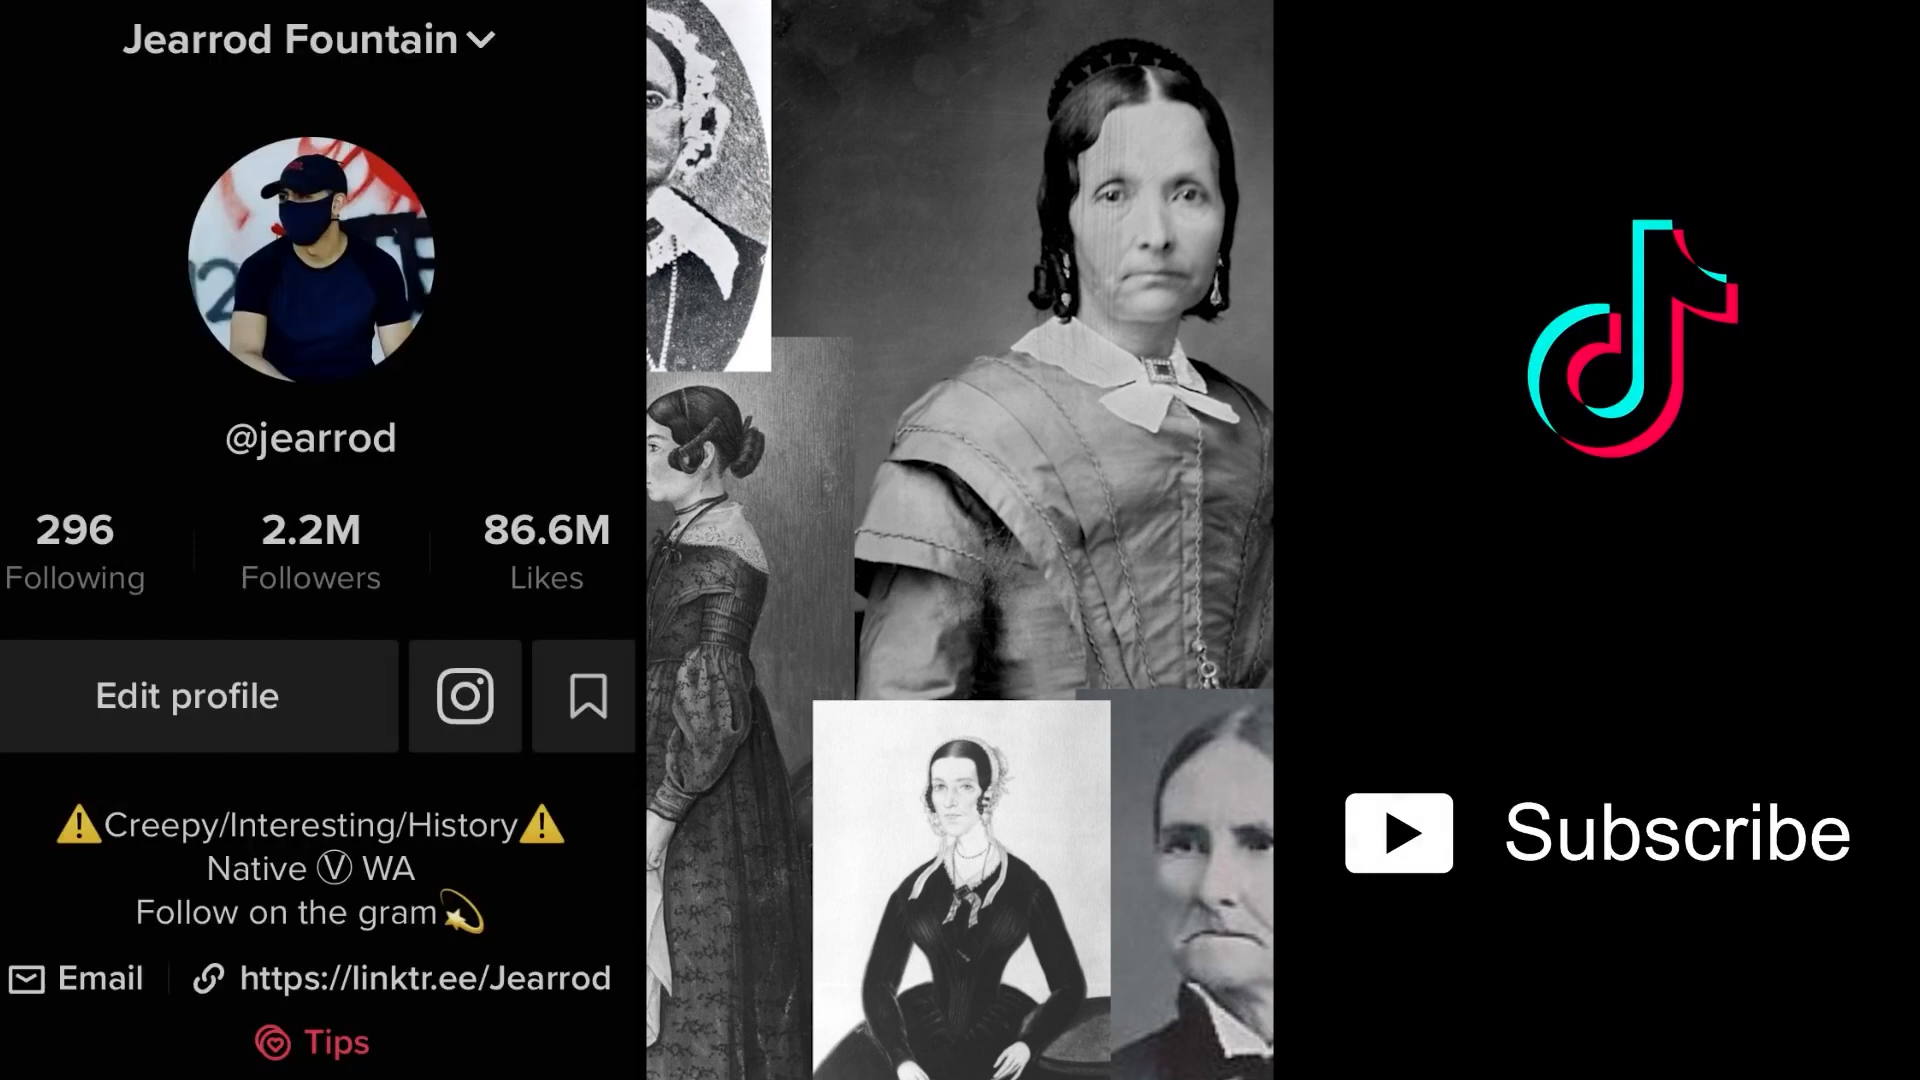 Jearrod Fountain
@jearrod
296 2.2M 86.6M
Following Followers Likes
Edit profile
⚠️Creepy/Interesting/History⚠️
Native Ⓥ WA
Follow on the gram💫
Email https://linktr.ee/Jearrod
Tips
Subscribe